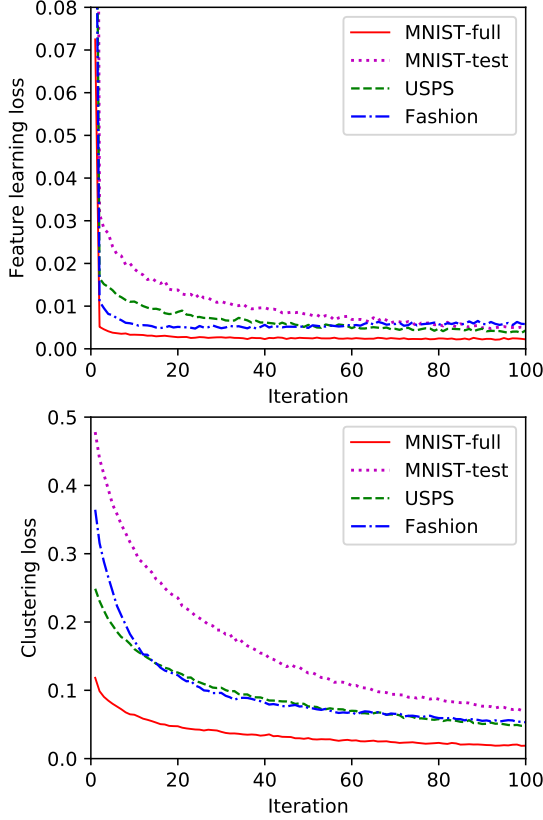 0.08
0.07
0.06
0.05
0.04
0.03
0.02
0.01
0.00
Feature learning loss
MNIST-full
MNIST-test
USPS
Fashion
0 20 40 60 80 100
Iteration
0.5
0.4
0.3
0.2
0.1
0.0
Clustering loss
MNIST-full
MNIST-test
USPS
Fashion
0 20 40 60 80 100
Iteration